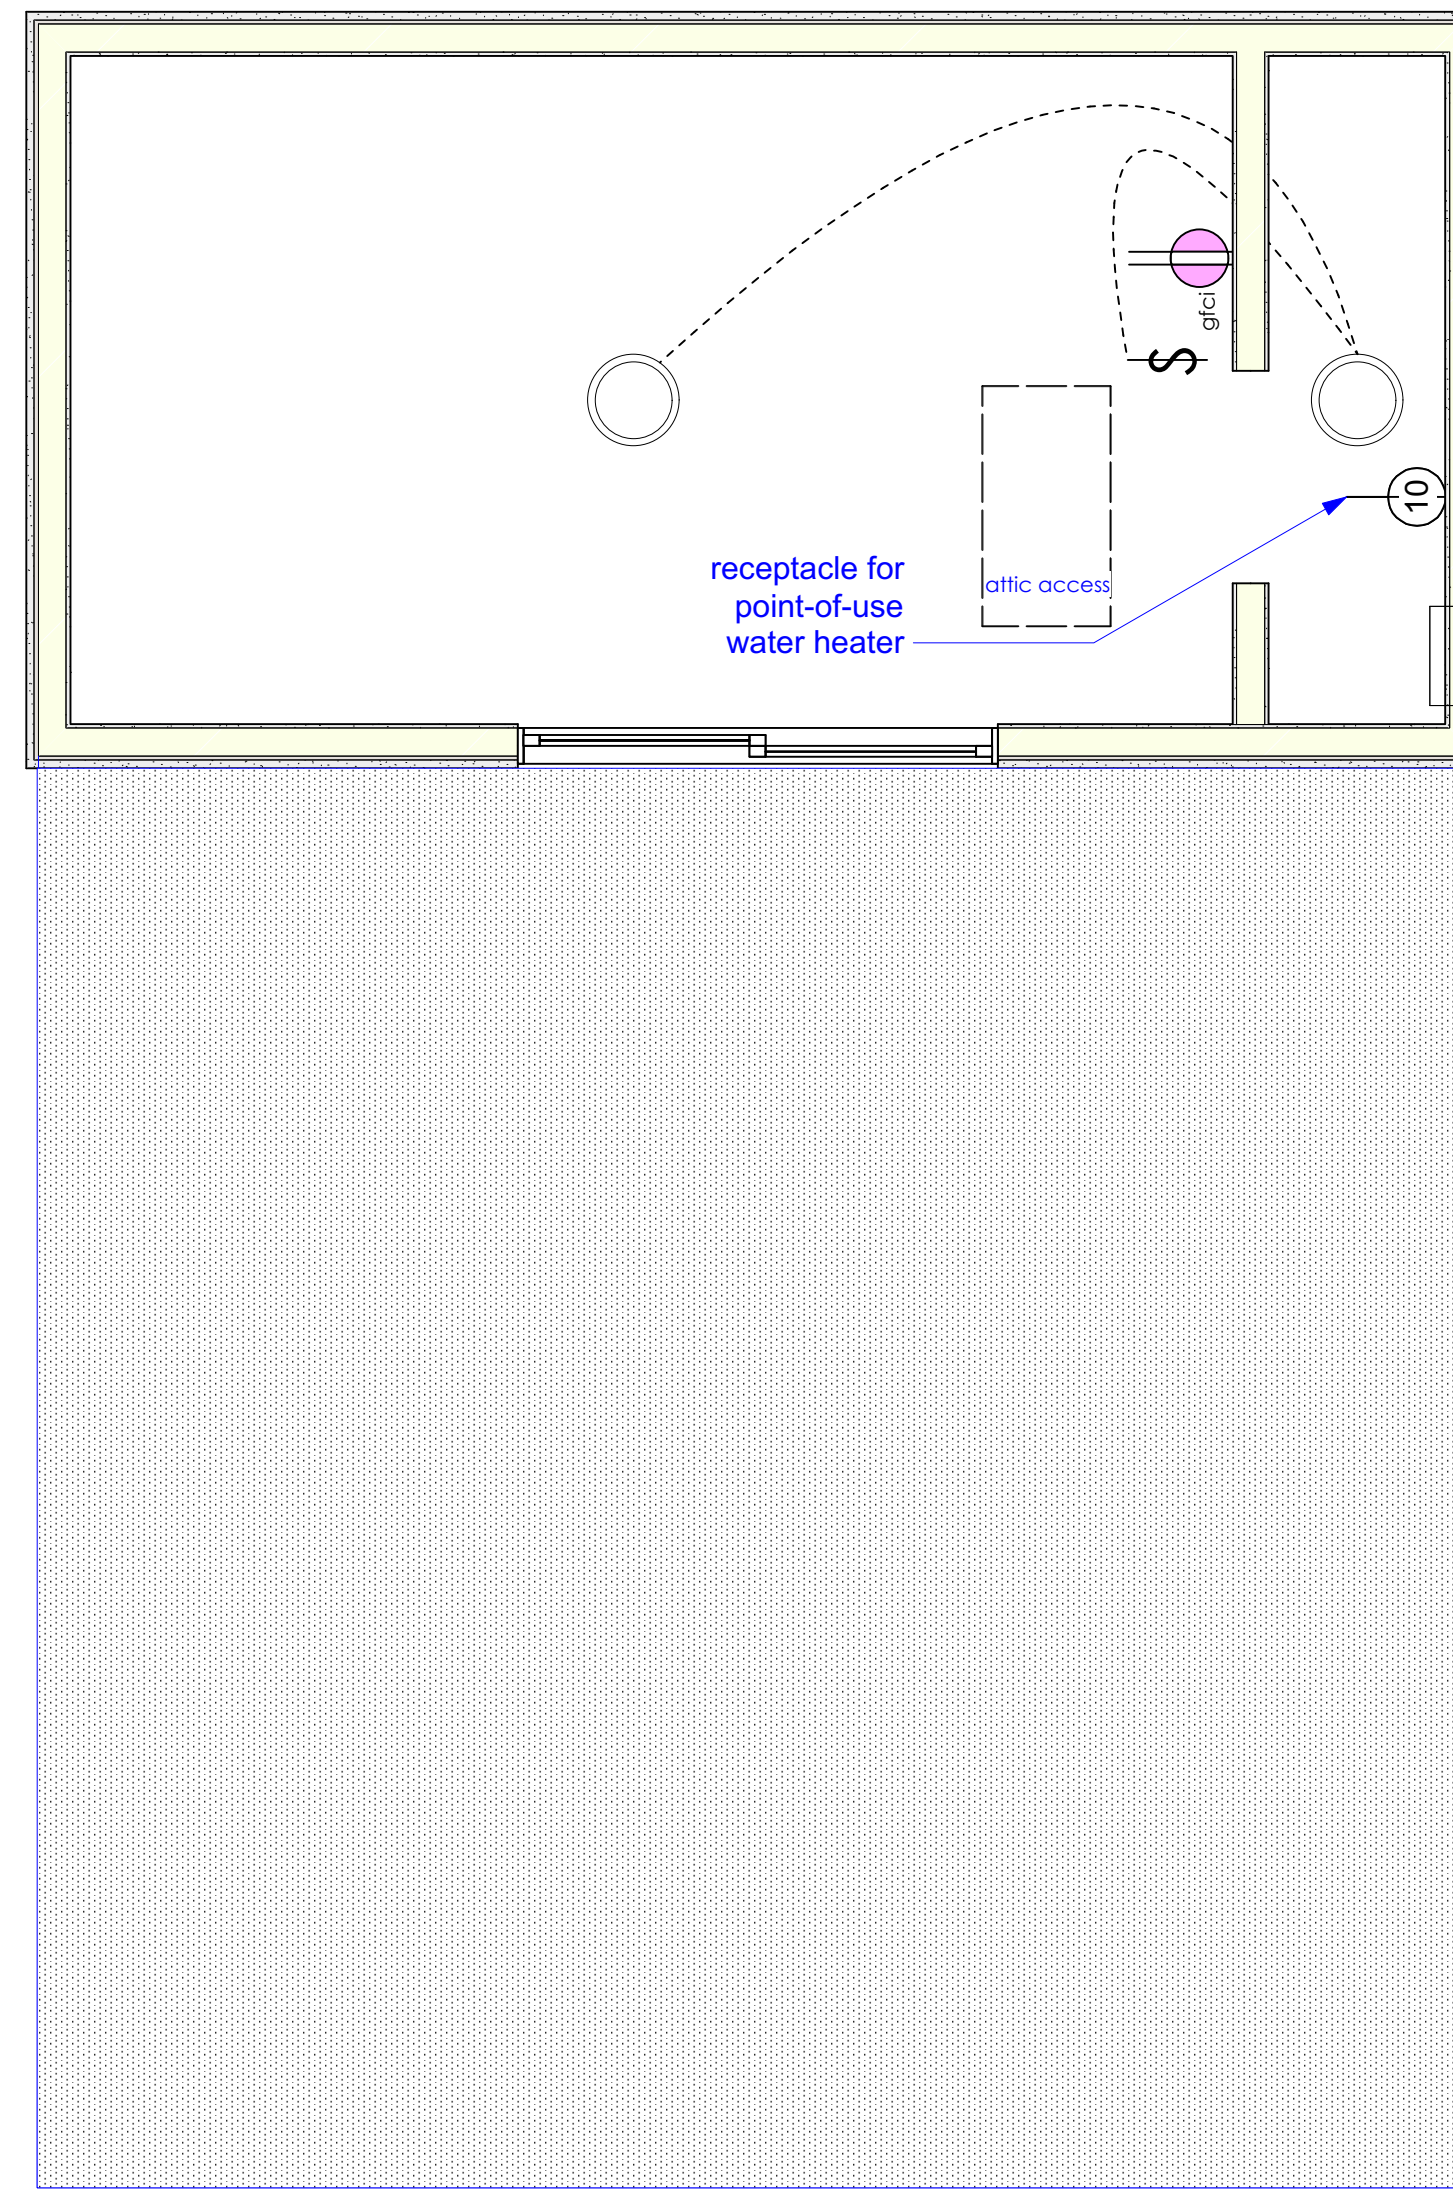 gfci
$
10
attic access
receptacle for
point-of-use
water heater